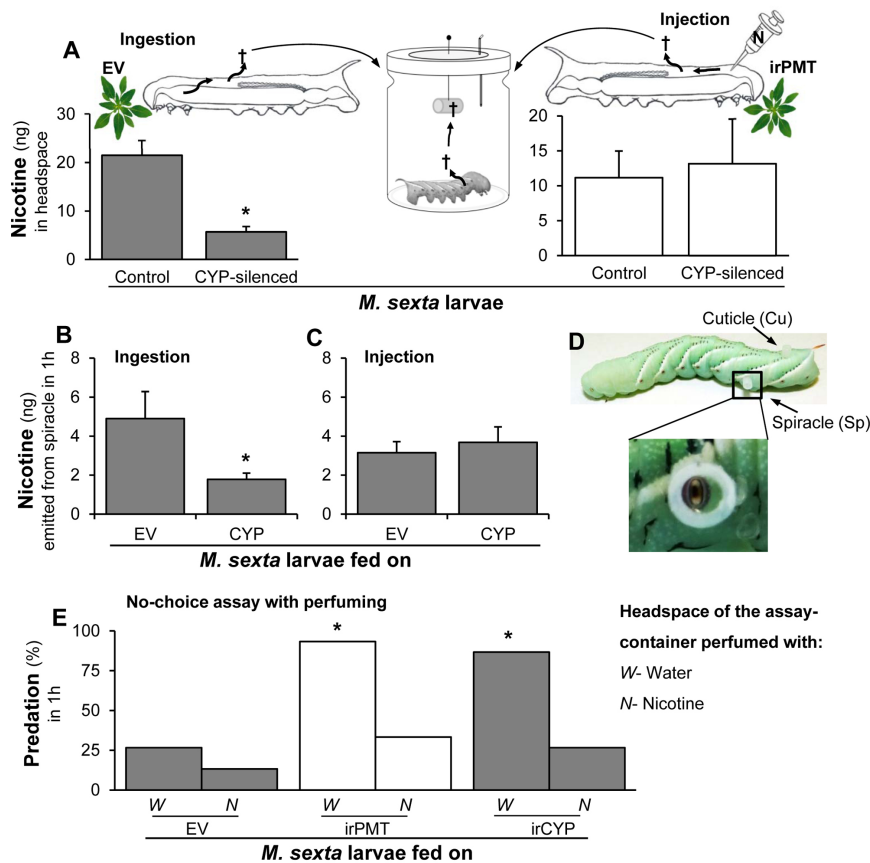 A
Ingestion
†
EV
Injection
†
N
irPMT
†
†
Nicotine (ng)
in headspace
30
20
10
0
*
Control CYP-silenced
20
15
10
5
0
Control CYP-silenced
M. sexta larvae
B
Ingestion
Nicotine (ng)
emitted from spiracle in 1h
8
6
4
2
0
*
EV CYP
C
Injection
8
6
4
2
0
EV CYP
M. sexta larvae fed on
D
Cuticle (Cu)
Spiracle (Sp)
E
No-choice assay with perfuming
Predation (%)
in 1h
100
75
50
25
0
* *
W N W N W N
EV irPMT irCYP
M. sexta larvae fed on
Headspace of the assay-
container perfumed with:
W- Water
N- Nicotine